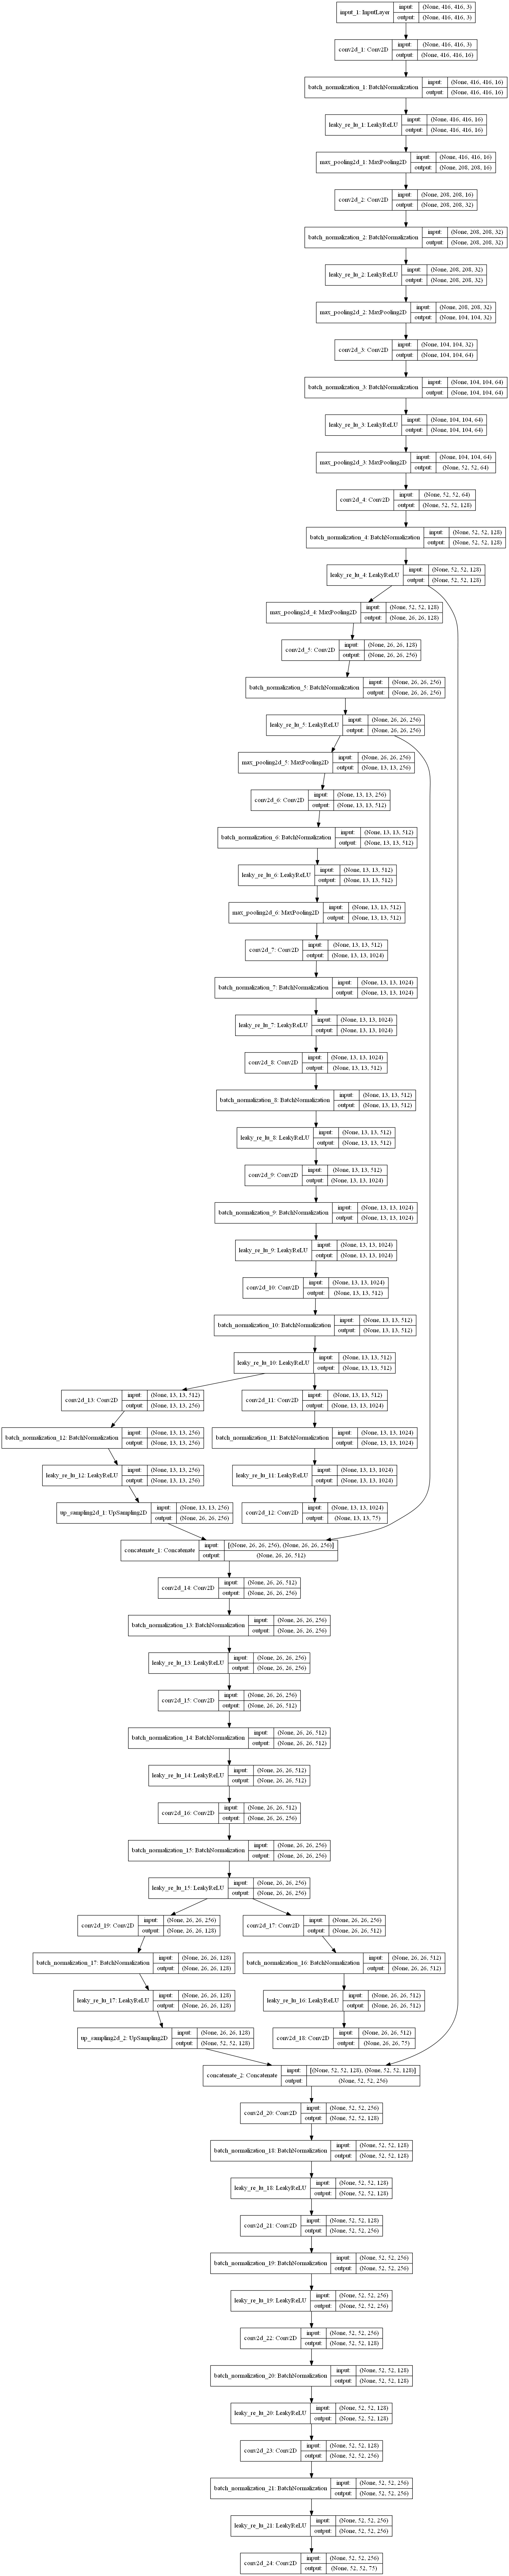 input_1: InputLayer
input: (None, 416, 416, 3)
output: (None, 416, 416, 3)
conv2d_1: Conv2D
input: (None, 416, 416, 3)
output: (None, 416, 416, 16)
batch_normalization_1: BatchNormalization
input: (None, 416, 416, 16)
output: (None, 416, 416, 16)
leaky_re_lu_1: LeakyReLU
input: (None, 416, 416, 16)
output: (None, 416, 416, 16)
max_pooling2d_1: MaxPooling2D
input: (None, 416, 416, 16)
output: (None, 208, 208, 16)
conv2d_2: Conv2D
input: (None, 208, 208, 16)
output: (None, 208, 208, 32)
batch_normalization_2: BatchNormalization
input: (None, 208, 208, 32)
output: (None, 208, 208, 32)
leaky_re_lu_2: LeakyReLU
input: (None, 208, 208, 32)
output: (None, 208, 208, 32)
max_pooling2d_2: MaxPooling2D
input: (None, 208, 208, 32)
output: (None, 104, 104, 32)
conv2d_3: Conv2D
input: (None, 104, 104, 32)
output: (None, 104, 104, 64)
batch_normalization_3: BatchNormalization
input: (None, 104, 104, 64)
output: (None, 104, 104, 64)
leaky_re_lu_3: LeakyReLU
input: (None, 104, 104, 64)
output: (None, 104, 104, 64)
max_pooling2d_3: MaxPooling2D
input: (None, 104, 104, 64)
output: (None, 52, 52, 64)
conv2d_4: Conv2D
input: (None, 52, 52, 64)
output: (None, 52, 52, 128)
batch_normalization_4: BatchNormalization
input: (None, 52, 52, 128)
output: (None, 52, 52, 128)
leaky_re_lu_4: LeakyReLU
input: (None, 52, 52, 128)
output: (None, 52, 52, 128)
max_pooling2d_4: MaxPooling2D
input: (None, 52, 52, 128)
output: (None, 26, 26, 128)
conv2d_5: Conv2D
input: (None, 26, 26, 128)
output: (None, 26, 26, 256)
batch_normalization_5: BatchNormalization
input: (None, 26, 26, 256)
output: (None, 26, 26, 256)
leaky_re_lu_5: LeakyReLU
input: (None, 26, 26, 256)
output: (None, 26, 26, 256)
max_pooling2d_5: MaxPooling2D
input: (None, 26, 26, 256)
output: (None, 13, 13, 256)
conv2d_6: Conv2D
input: (None, 13, 13, 256)
output: (None, 13, 13, 512)
batch_normalization_6: BatchNormalization
input: (None, 13, 13, 512)
output: (None, 13, 13, 512)
leaky_re_lu_6: LeakyReLU
input: (None, 13, 13, 512)
output: (None, 13, 13, 512)
max_pooling2d_6: MaxPooling2D
input: (None, 13, 13, 512)
output: (None, 13, 13, 512)
conv2d_7: Conv2D
input: (None, 13, 13, 512)
output: (None, 13, 13, 1024)
batch_normalization_7: BatchNormalization
input: (None, 13, 13, 1024)
output: (None, 13, 13, 1024)
leaky_re_lu_7: LeakyReLU
input: (None, 13, 13, 1024)
output: (None, 13, 13, 1024)
conv2d_8: Conv2D
input: (None, 13, 13, 1024)
output: (None, 13, 13, 512)
batch_normalization_8: BatchNormalization
input: (None, 13, 13, 512)
output: (None, 13, 13, 512)
leaky_re_lu_8: LeakyReLU
input: (None, 13, 13, 512)
output: (None, 13, 13, 512)
conv2d_9: Conv2D
input: (None, 13, 13, 512)
output: (None, 13, 13, 1024)
batch_normalization_9: BatchNormalization
input: (None, 13, 13, 1024)
output: (None, 13, 13, 1024)
leaky_re_lu_9: LeakyReLU
input: (None, 13, 13, 1024)
output: (None, 13, 13, 1024)
conv2d_10: Conv2D
input: (None, 13, 13, 1024)
output: (None, 13, 13, 512)
batch_normalization_10: BatchNormalization
input: (None, 13, 13, 512)
output: (None, 13, 13, 512)
leaky_re_lu_10: LeakyReLU
input: (None, 13, 13, 512)
output: (None, 13, 13, 512)
conv2d_13: Conv2D
input: (None, 13, 13, 512)
output: (None, 13, 13, 256)
conv2d_11: Conv2D
input: (None, 13, 13, 512)
output: (None, 13, 13, 1024)
batch_normalization_12: BatchNormalization
input: (None, 13, 13, 256)
output: (None, 13, 13, 256)
batch_normalization_11: BatchNormalization
input: (None, 13, 13, 1024)
output: (None, 13, 13, 1024)
leaky_re_lu_12: LeakyReLU
input: (None, 13, 13, 256)
output: (None, 13, 13, 256)
leaky_re_lu_11: LeakyReLU
input: (None, 13, 13, 1024)
output: (None, 13, 13, 1024)
up_sampling2d_1: UpSampling2D
input: (None, 13, 13, 256)
output: (None, 26, 26, 256)
conv2d_12: Conv2D
input: (None, 13, 13, 1024)
output: (None, 13, 13, 75)
concatenate_1: Concatenate
input: [(None, 26, 26, 256), (None, 26, 26, 256)]
output: (None, 26, 26, 512)
conv2d_14: Conv2D
input: (None, 26, 26, 512)
output: (None, 26, 26, 256)
batch_normalization_13: BatchNormalization
input: (None, 26, 26, 256)
output: (None, 26, 26, 256)
leaky_re_lu_13: LeakyReLU
input: (None, 26, 26, 256)
output: (None, 26, 26, 256)
conv2d_15: Conv2D
input: (None, 26, 26, 256)
output: (None, 26, 26, 512)
batch_normalization_14: BatchNormalization
input: (None, 26, 26, 512)
output: (None, 26, 26, 512)
leaky_re_lu_14: LeakyReLU
input: (None, 26, 26, 512)
output: (None, 26, 26, 512)
conv2d_16: Conv2D
input: (None, 26, 26, 512)
output: (None, 26, 26, 256)
batch_normalization_15: BatchNormalization
input: (None, 26, 26, 256)
output: (None, 26, 26, 256)
leaky_re_lu_15: LeakyReLU
input: (None, 26, 26, 256)
output: (None, 26, 26, 256)
conv2d_19: Conv2D
input: (None, 26, 26, 256)
output: (None, 26, 26, 128)
conv2d_17: Conv2D
input: (None, 26, 26, 256)
output: (None, 26, 26, 512)
batch_normalization_17: BatchNormalization
input: (None, 26, 26, 128)
output: (None, 26, 26, 128)
batch_normalization_16: BatchNormalization
input: (None, 26, 26, 512)
output: (None, 26, 26, 512)
leaky_re_lu_17: LeakyReLU
input: (None, 26, 26, 128)
output: (None, 26, 26, 128)
leaky_re_lu_16: LeakyReLU
input: (None, 26, 26, 512)
output: (None, 26, 26, 512)
up_sampling2d_2: UpSampling2D
input: (None, 26, 26, 128)
output: (None, 52, 52, 128)
conv2d_18: Conv2D
input: (None, 26, 26, 512)
output: (None, 26, 26, 75)
concatenate_2: Concatenate
input: [(None, 52, 52, 128), (None, 52, 52, 128)]
output: (None, 52, 52, 256)
conv2d_20: Conv2D
input: (None, 52, 52, 256)
output: (None, 52, 52, 128)
batch_normalization_18: BatchNormalization
input: (None, 52, 52, 128)
output: (None, 52, 52, 128)
leaky_re_lu_18: LeakyReLU
input: (None, 52, 52, 128)
output: (None, 52, 52, 128)
conv2d_21: Conv2D
input: (None, 52, 52, 128)
output: (None, 52, 52, 256)
batch_normalization_19: BatchNormalization
input: (None, 52, 52, 256)
output: (None, 52, 52, 256)
leaky_re_lu_19: LeakyReLU
input: (None, 52, 52, 256)
output: (None, 52, 52, 256)
conv2d_22: Conv2D
input: (None, 52, 52, 256)
output: (None, 52, 52, 128)
batch_normalization_20: BatchNormalization
input: (None, 52, 52, 128)
output: (None, 52, 52, 128)
leaky_re_lu_20: LeakyReLU
input: (None, 52, 52, 128)
output: (None, 52, 52, 128)
conv2d_23: Conv2D
input: (None, 52, 52, 128)
output: (None, 52, 52, 256)
batch_normalization_21: BatchNormalization
input: (None, 52, 52, 256)
output: (None, 52, 52, 256)
leaky_re_lu_21: LeakyReLU
input: (None, 52, 52, 256)
output: (None, 52, 52, 256)
conv2d_24: Conv2D
input: (None, 52, 52, 256)
output: (None, 52, 52, 75)